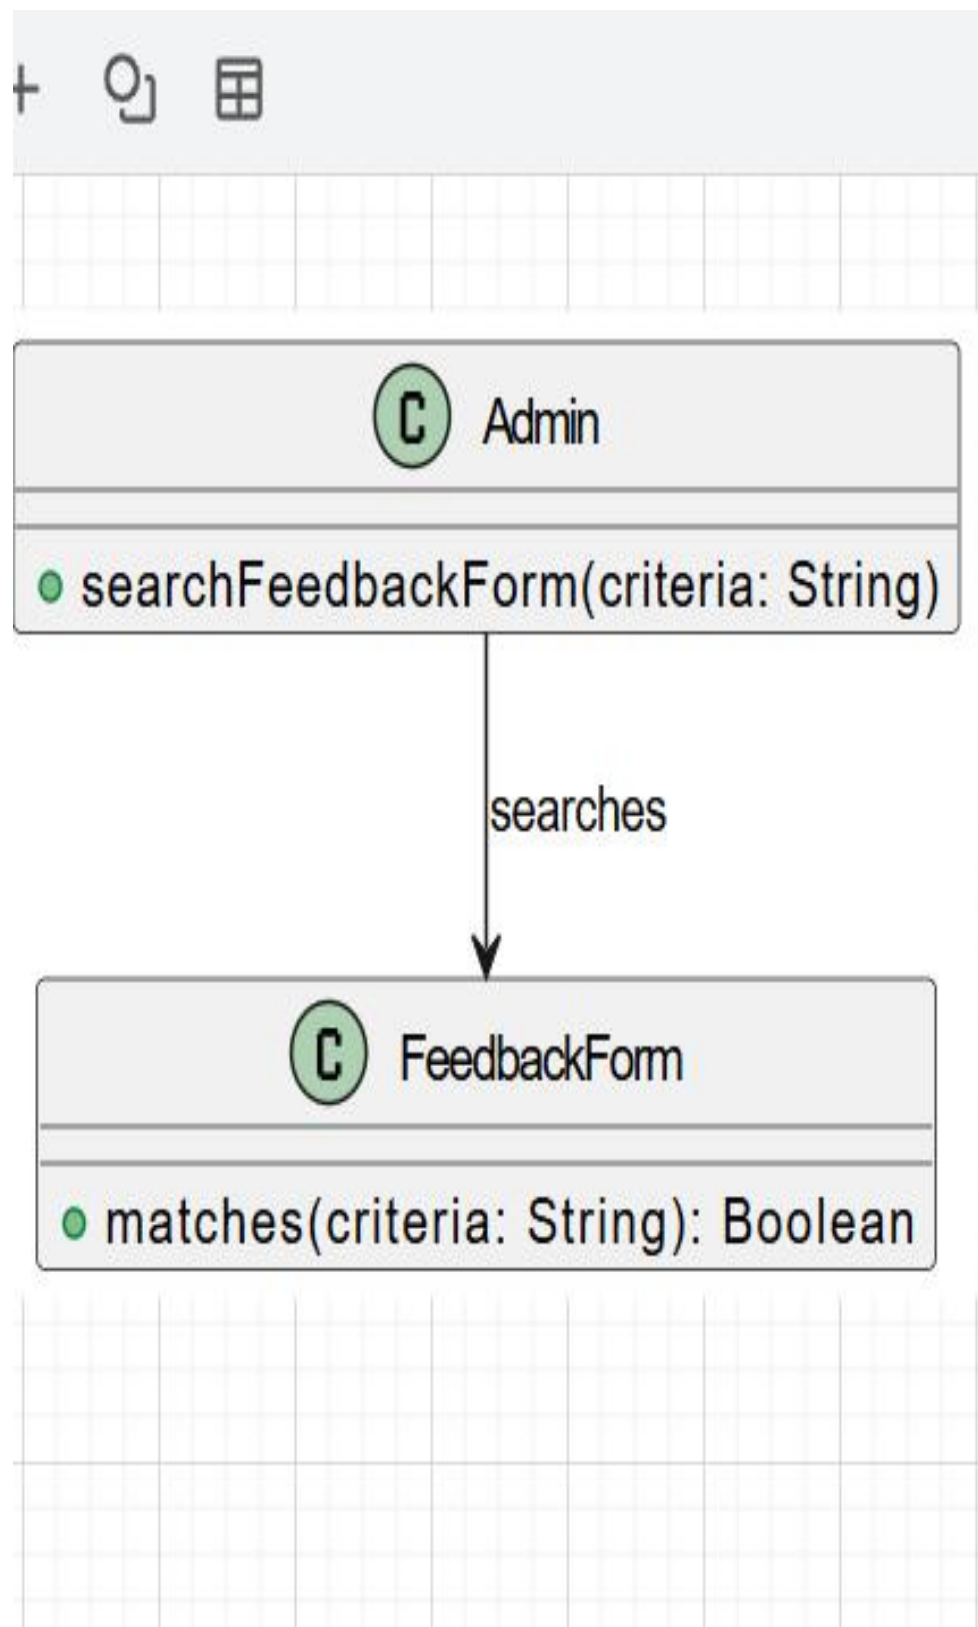 C Admin
searchFeedbackForm(criteria: String)
searches
C FeedbackForm
matches(criteria: String): Boolean